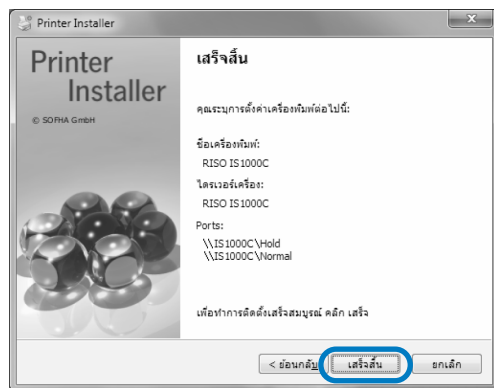 Printer Installer
Printer
Installer
© SOFHA GmbH
เสร็จสิ้น
คุณระบุการตั้งค่าเครื่องพิมพ์ต่อไปนี้:
ชื่อเครื่องพิมพ์:
RISO IS1000C
ไดรเวอร์เครื่อง:
RISO IS1000C
Ports:
\\IS1000C\Hold
\\IS1000C\Normal
เพื่อทำการติดตั้งเสร็จสมบูรณ์ คลิก เสร็จ
< ย้อนกลับ
เสร็จสิ้น
ยกเลิก